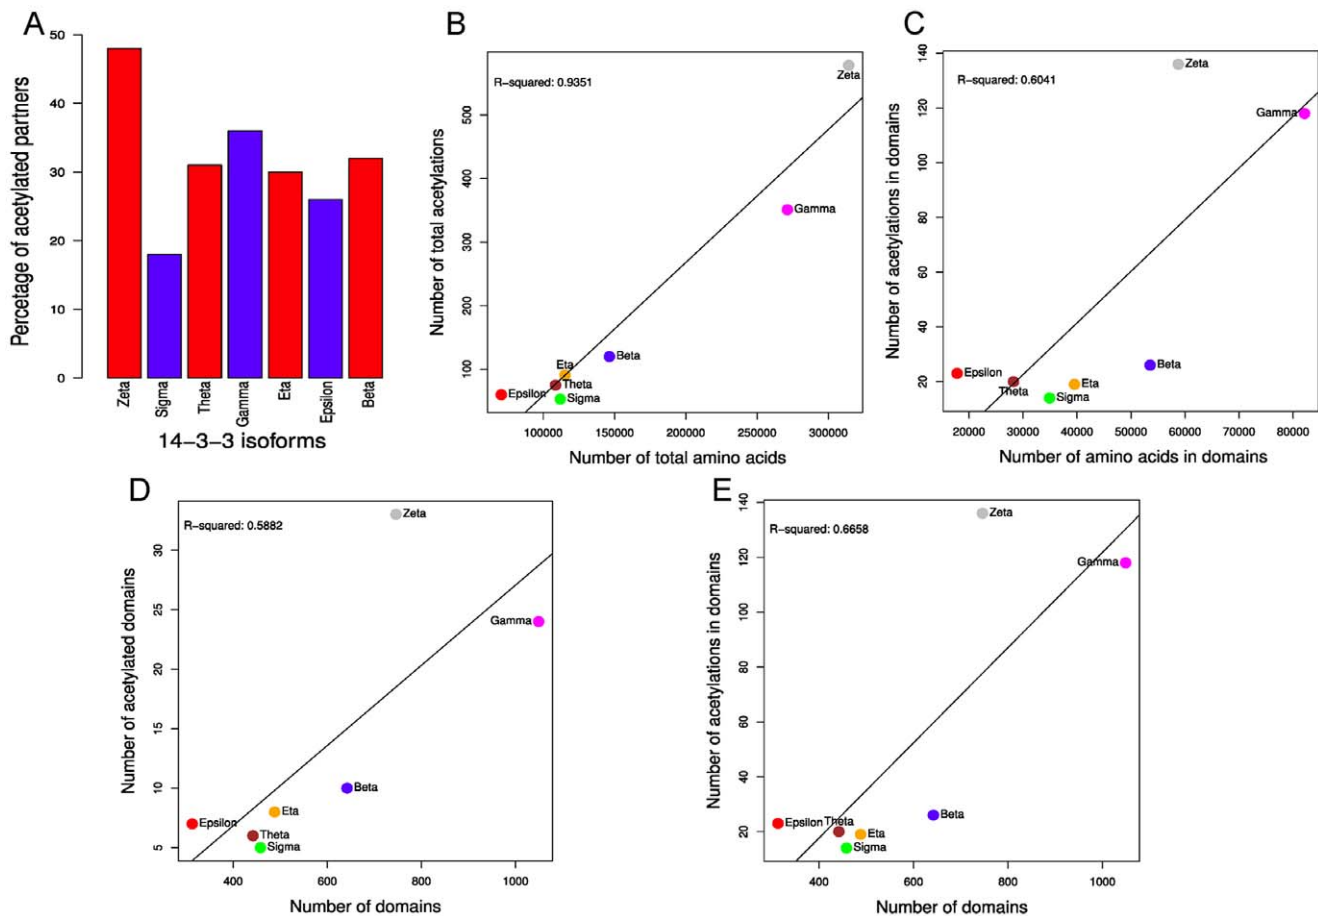 A
Percetage of acetylated partners
50
40
30
20
10
0
Zeta
Sigma
Theta
Gamma
Eta
Epsilon
Beta
14-3-3 isoforms
B
R-squared: 0.9351
Number of total acetylations
500
400
300
200
100
Zeta
Gamma
Beta
Eta
Theta
Epsilon
Sigma
100000 150000 200000 250000 300000
Number of total amino acids
C
R-squared: 0.6041
Number of acetylations in domains
140
120
100
80
60
40
20
Zeta
Gamma
Beta
Epsilon
Theta
Eta
Sigma
20000 30000 40000 50000 60000 70000 80000
Number of amino acids in domains
D
R-squared: 0.5882
Number of acetylated domains
30
25
20
15
10
5
Zeta
Gamma
Beta
Eta
Epsilon
Theta
Sigma
400 600 800 1000
Number of domains
E
R-squared: 0.6658
Number of acetylations in domains
140
120
100
80
60
40
20
Zeta
Gamma
Beta
Epsilon Theta
Eta
Sigma
400 600 800 1000
Number of domains